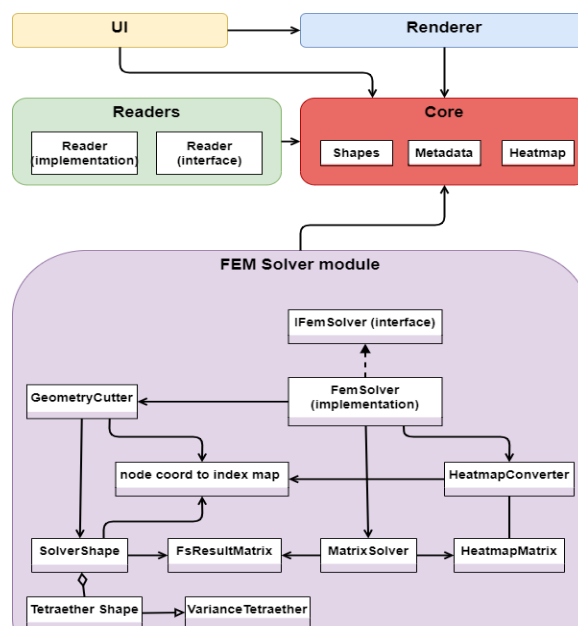 UI
Renderer
Readers
Reader
(implementation)
Reader
(interface)
Core
Shapes
Metadata
Heatmap
FEM Solver module
IFemSolver (interface)
GeometryCutter
FemSolver
(implementation)
node coord to index map
HeatmapConverter
SolverShape
FsResultMatrix
MatrixSolver
HeatmapMatrix
Tetraether Shape
VarianceTetraether